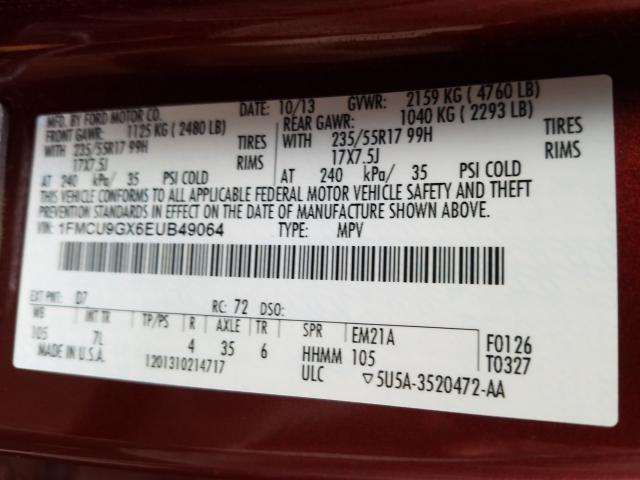 MFD. BY FORD MOTOR CO.
DATE: 10/13 GVWR: 2159 KG ( 4760 LB)
FRONT GAWR: 1125 KG ( 2480 LB) REAR GAWR: 1040 KG ( 2293 LB)
WITH 235/55R17 99H TIRES WITH 235/55R17 99H TIRES
17X7.5J RIMS 17X7.5J RIMS
AT 240 kPa/ 35 PSI COLD AT 240 kPa/ 35 PSI COLD
THIS VEHICLE CONFORMS TO ALL APPLICABLE FEDERAL MOTOR VEHICLE SAFETY AND THEFT
PREVENTION STANDARDS IN EFFECT ON THE DATE OF MANUFACTURE SHOWN ABOVE.
VIN: 1FMCU9GX6EUB49064 TYPE: MPV
EXT PNT: D7 RC: 72 DSO:
WB INT TR TP/PS R AXLE TR SPR EM21A F0126
105 7L 4 35 6 HHMM 105 T0327
MADE IN U.S.A. 1201310214717 ULC ▽5U5A-3520472-AA